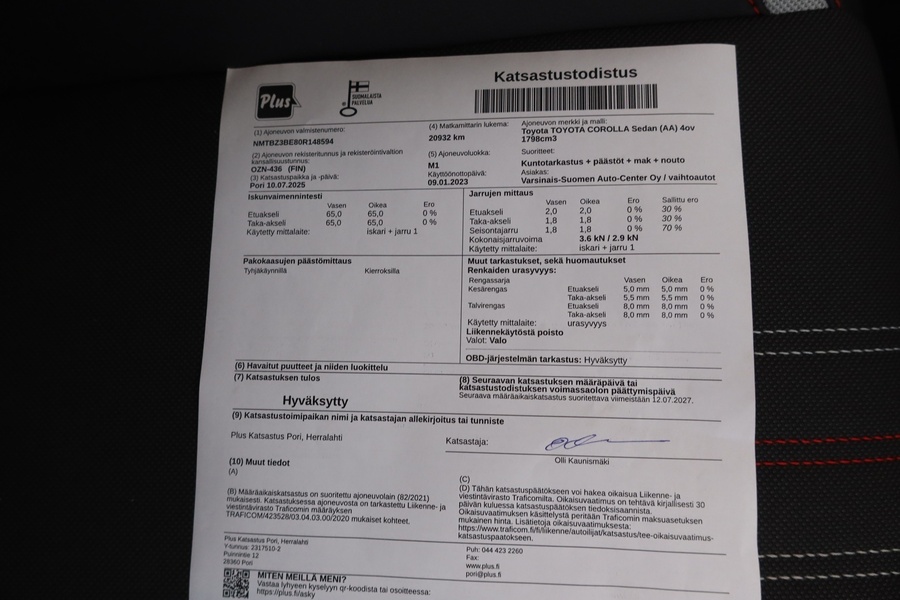 Katsastustodistus
Plus
SUOMALAISTA
PALVELUA
(1) Ajoneuvon valmistenumero:
NMTBZ3BE80R148594
(2) Ajoneuvon rekisteritunnus ja rekisteröintivaltion
kansallisuustunnus:
OZN-436 (FIN)
(3) Katsastuspaikka ja -päivä:
Pori 10.07.2025
(4) Matkamittarin lukema:
20932 km
(5) Ajoneuvoluokka:
M1
Käyttöönottopäivä:
09.01.2023
Ajoneuvon merkki ja malli:
Toyota TOYOTA COROLLA Sedan (AA) 4ov
1798cm3
Suoritteet:
Kuntotarkastus + päästöt + mak + nouto
Asiakas:
Varsinais-Suomen Auto-Center Oy / vaihtoautot
Iskunvaimennintesti
Vasen Oikea Ero
Etuakseli 65,0 65,0 0 %
Taka-akseli 65,0 65,0 0 %
Käytetty mittalaite: iskari + jarru 1
Jarrujen mittaus
Vasen Oikea Ero Sallittu ero
Etuakseli 2,0 2,0 0 % 30 %
Taka-akseli 1,8 1,8 0 % 30 %
Seisontajarru 1,8 1,8 0 % 70 %
Kokonaisjarruvoima 3.6 kN / 2.9 kN
Käytetty mittalaite: iskari + jarru 1
Pakokaasujen päästömittaus
Tyhjäkäynnillä Kierroksilla
Muut tarkastukset, sekä huomautukset
Renkaiden urasyvyys:
Rengassarja Vasen Oikea Ero
Kesärengas Etuakseli 5,0 mm 5,0 mm 0 %
Taka-akseli 5,5 mm 5,5 mm 0 %
Talvirengas Etuakseli 8,0 mm 8,0 mm 0 %
Taka-akseli 8,0 mm 8,0 mm 0 %
Käytetty mittalaite: urasyvyys
Liikennekäytöstä poisto
Valot: Valo
OBD-järjestelmän tarkastus: Hyväksytty
(6) Havaitut puutteet ja niiden luokittelu
(7) Katsastuksen tulos
Hyväksytty
(8) Seuraavan katsastuksen määräpäivä tai
katsastustodistuksen voimassaolon päättymispäivä
Seuraava määräaikaiskatsastus suoritettava viimeistään 12.07.2027.
(9) Katsastustoimipaikan nimi ja katsastajan allekirjoitus tai tunniste
Plus Katsastus Pori, Herralahti
Katsastaja:
Olli Kaunismäki
(10) Muut tiedot
(A)
(B) Määräaikaiskatsastus on suoritettu ajoneuvolain (82/2021)
mukaisesti. Katsastuksessa ajoneuvosta on tarkastettu Liikenne- ja
viestintävirasto Traficomin määräyksen
TRAFICOM/423528/03.04.03.00/2020 mukaiset kohteet.
(C)
(D) Tähän katsastuspäätökseen voi hakea oikaisua Liikenne- ja
viestintävirasto Traficomilta. Oikaisuvaatimus on tehtävä kirjallisesti 30
päivän kuluessa katsastuspäätöksen tiedoksisaannista.
Oikaisuvaatimuksen käsittelystä peritään Traficomin maksuasetuksen
mukainen hinta. Lisätietoja oikaisuvaatimuksesta:
https://www.traficom.fi/fi/liikenne/autoilijat/katsastus/tee-oikaisuvaatimus-
katsastuspaatokseen.
Plus Katsastus Pori, Herralahti
Y-tunnus: 2317510-2
Puinnintie 12
28360 Pori
Puh: 044 423 2260
Fax:
www.plus.fi
pori@plus.fi
MITEN MEILLÄ MENI?
Vastaa lyhyeen kyselyyn qr-koodista tai osoitteessa:
https://plus.fi/asky